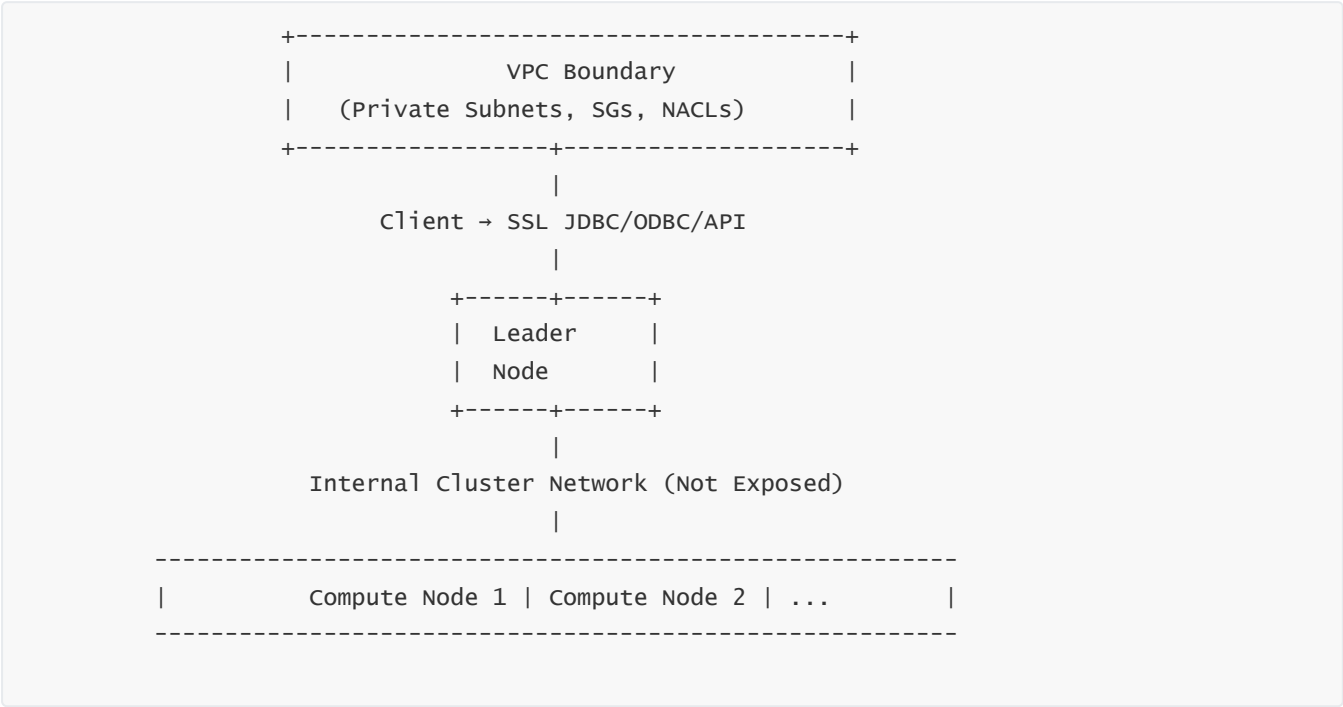 +---------------------------------------+
|               VPC Boundary            |
|   (Private Subnets, SGs, NACLs)       |
+------------------+--------------------+
|
Client → SSL JDBC/ODBC/API
|
+------+------+
|  Leader     |
|  Node       |
+------+------+
|
Internal Cluster Network (Not Exposed)
|
---------------------------------------------------------
|          Compute Node 1 | Compute Node 2 | ...        |
---------------------------------------------------------